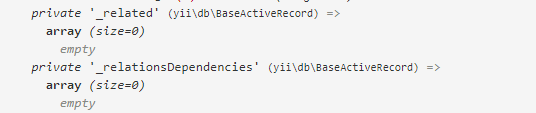 private '_related' (yii\db\BaseActiveRecord) =>
array (size=0)
empty
private '_relationsDependencies' (yii\db\BaseActiveRecord) =>
array (size=0)
empty